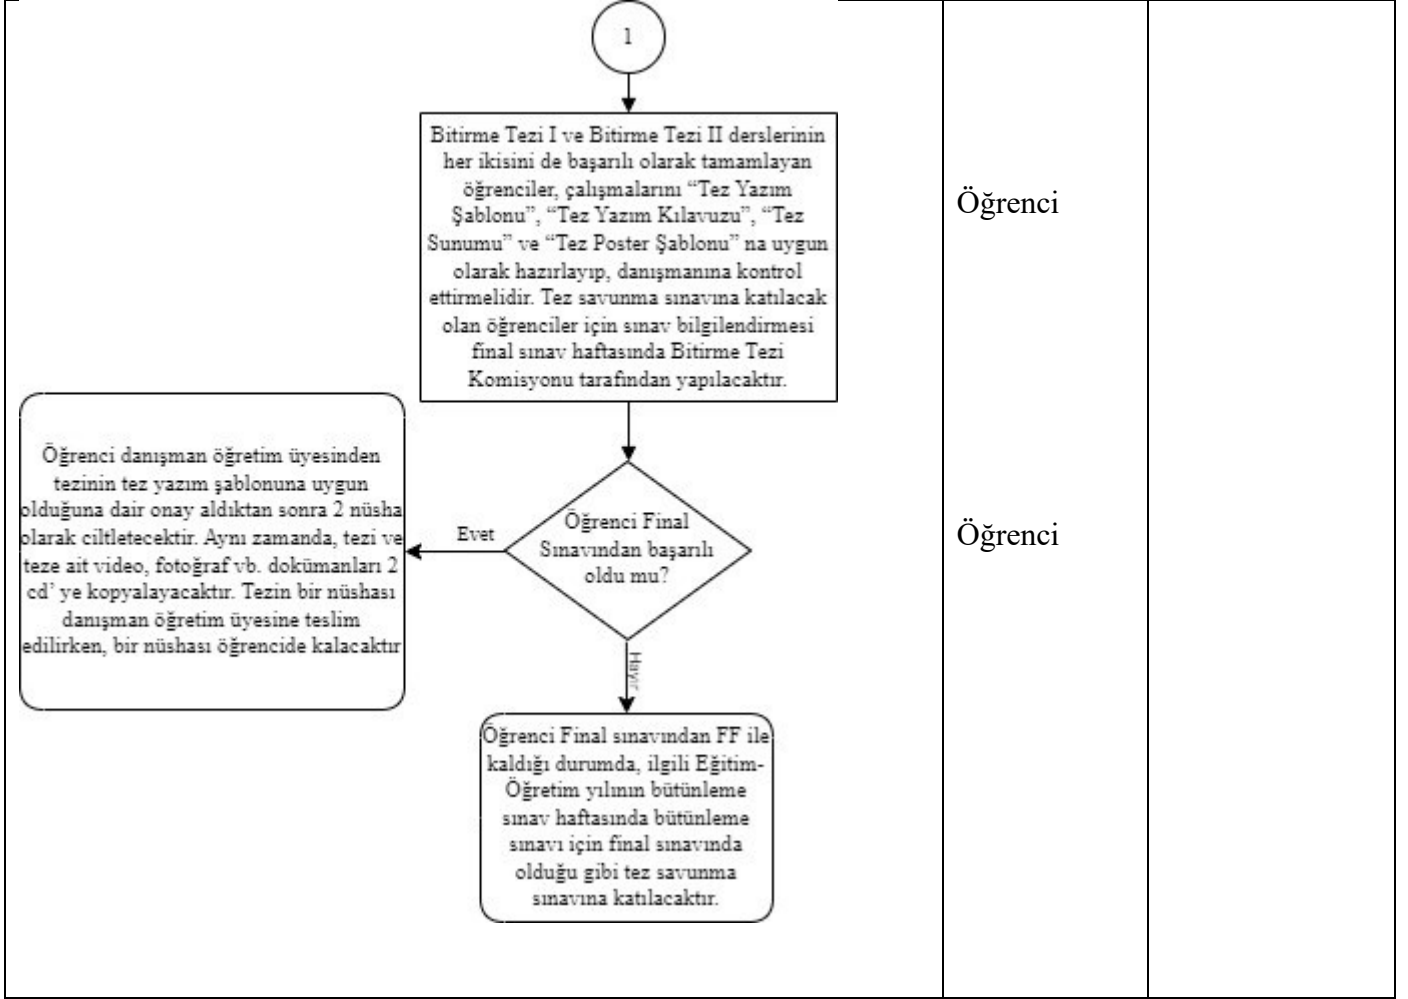 1
Bitirme Tezi I ve Bitirme Tezi II derslerinin
her ikisini de başarılı olarak tamamlayan
öğrenciler, çalışmalarını “Tez Yazım
Şablonu”, “Tez Yazım Kılavuzu”, “Tez
Sunumu” ve “Tez Poster Şablonu” na uygun
olarak hazırlayıp, danışmanına kontrol
ettirmelidir. Tez savunma sınavına katılacak
olan öğrenciler için sınav bilgilendirmesi
final sınav haftasında Bitirme Tezi
Komisyonu tarafından yapılacaktır.
Öğrenci
Öğrenci Final
Sınavından başarılı
oldu mu?
Öğrenci
Evet
Öğrenci danışman öğretim üyesinden
tezinin tez yazım şablonuna uygun
olduğuna dair onay aldıktan sonra 2 nüsha
olarak ciltletecektir. Aynı zamanda, tezi ve
teze ait video, fotoğraf vb. dokümanları 2
cd’ ye kopyalayacaktır. Tezin bir nüshası
danışman öğretim üyesine teslim
edilirken, bir nüshası öğrencide kalacaktır
Hayır
Öğrenci Final sınavından FF ile
kaldığı durumda, ilgili Eğitim-
Öğretim yılının bütünleme
sınav haftasında bütünleme
sınavı için final sınavında
olduğu gibi tez savunma
sınavına katılacaktır.